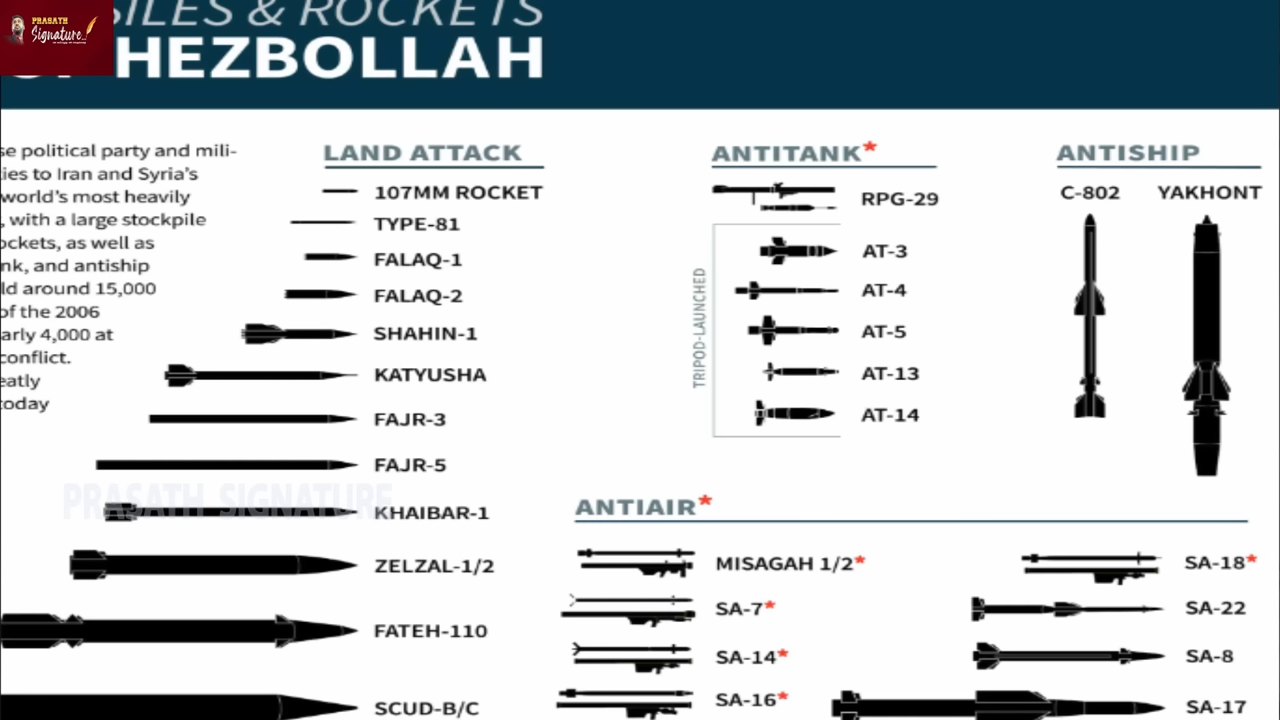 PRASATH
Signature..!
SILES & ROCKETS
OF HEZBOLLAH
se political party and mili-
ies to Iran and Syria's
world's most heavily
, with a large stockpile
ockets, as well as
nk, and antiship
ld around 15,000
of the 2006
arly 4,000 at
conflict.
eatly
today
LAND ATTACK
107MM ROCKET
TYPE-81
FALAQ-1
FALAQ-2
SHAHIN-1
KATYUSHA
FAJR-3
FAJR-5
KHAIBAR-1
ZELZAL-1/2
FATEH-110
SCUD-B/C
PRASATH SIGNATURE
ANTITANK*
RPG-29
TRIPOD-LAUNCHED
AT-3
AT-4
AT-5
AT-13
AT-14
ANTISHIP
C-802 YAKHONT
ANTIAIR*
MISAGAH 1/2*
SA-7*
SA-14*
SA-16*
SA-18*
SA-22
SA-8
SA-17